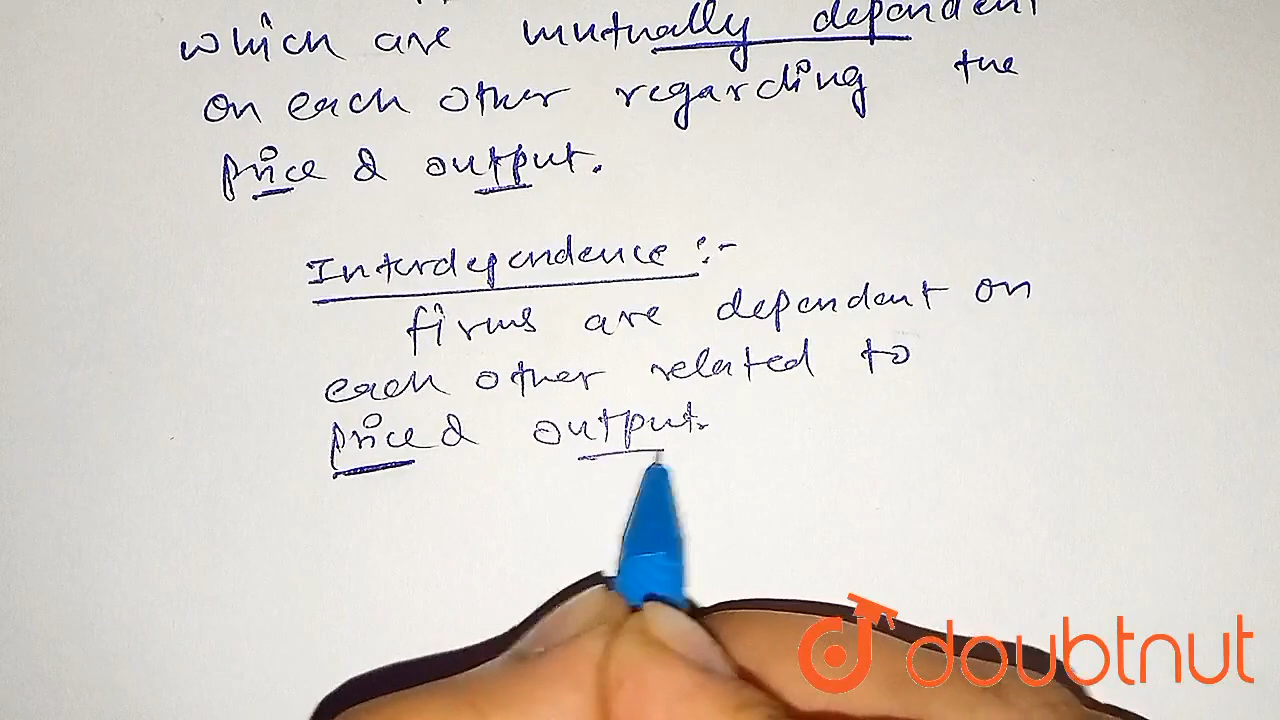 which are mutually dependent
on each other regarding the
price & output.
Interdependence :-
firms are dependent on
each other related to
price & output.
doubtnut